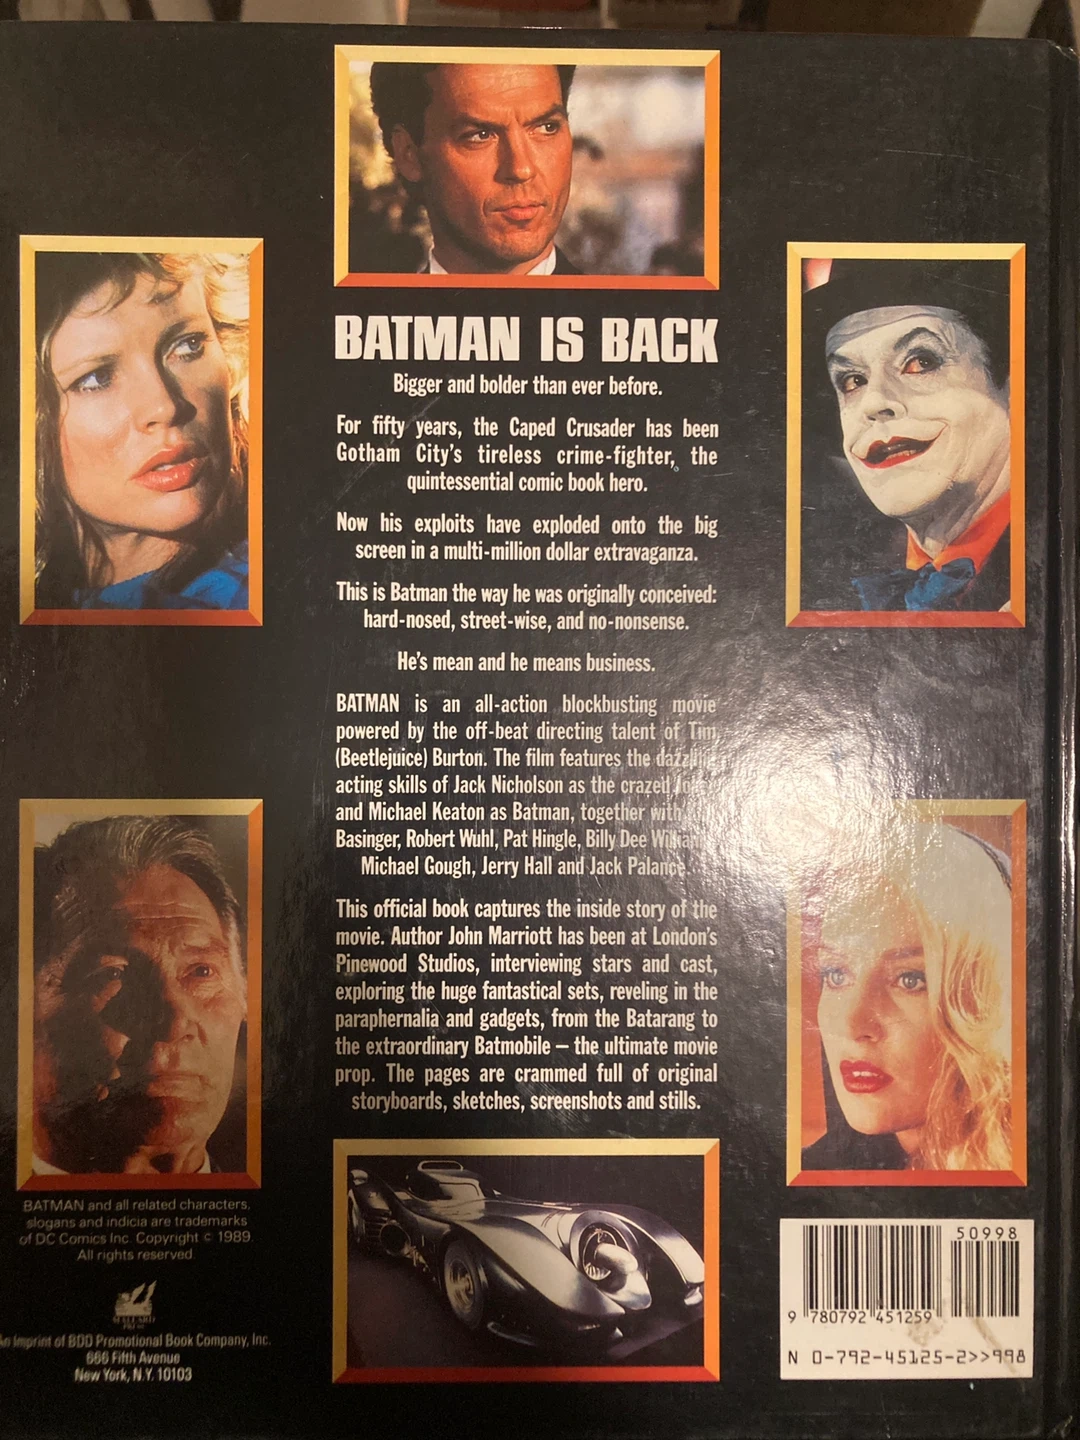 BATMAN IS BACK
Bigger and bolder than ever before.
For fifty years, the Caped Crusader has been
Gotham City's tireless crime-fighter, the
quintessential comic book hero.
Now his exploits have exploded onto the big
screen in a multi-million dollar extravaganza.
This is Batman the way he was originally conceived:
hard-nosed, street-wise, and no-nonsense.
He's mean and he means business.
BATMAN is an all-action blockbusting movie
powered by the off-beat directing talent of Tim
(Beetlejuice) Burton. The film features the
acting skills of Jack Nicholson as the crazed
and Michael Keaton as Batman, together with
Basinger, Robert Wuhl, Pat Hingle, Billy Dee
Michael Gough, Jerry Hall and Jack Palance.
This official book captures the inside story of the
movie. Author John Marriott has been at London's
Pinewood Studios, interviewing stars and cast,
exploring the huge fantastical sets, reveling in the
paraphernalia and gadgets, from the Batarang to
the extraordinary Batmobile – the ultimate movie
prop. The pages are crammed full of original
storyboards, sketches, screenshots and stills.
BATMAN and all related characters,
slogans and indicia are trademarks
of DC Comics Inc. Copyright © 1989.
All rights reserved.
MALLARD
PRESS
An Imprint of BDD Promotional Book Company, Inc.
666 Fifth Avenue
New York, N.Y. 10103
50998
9 780792 451259
N 0-792-45125-2>>998